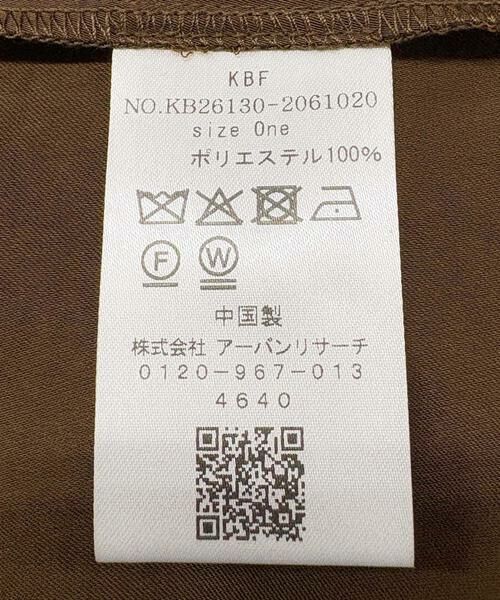 KBF
NO.KB26130-2061020
size One
ポリエステル100%
F W
中国製
株式会社 アーバンリサーチ
0120-967-013
4640